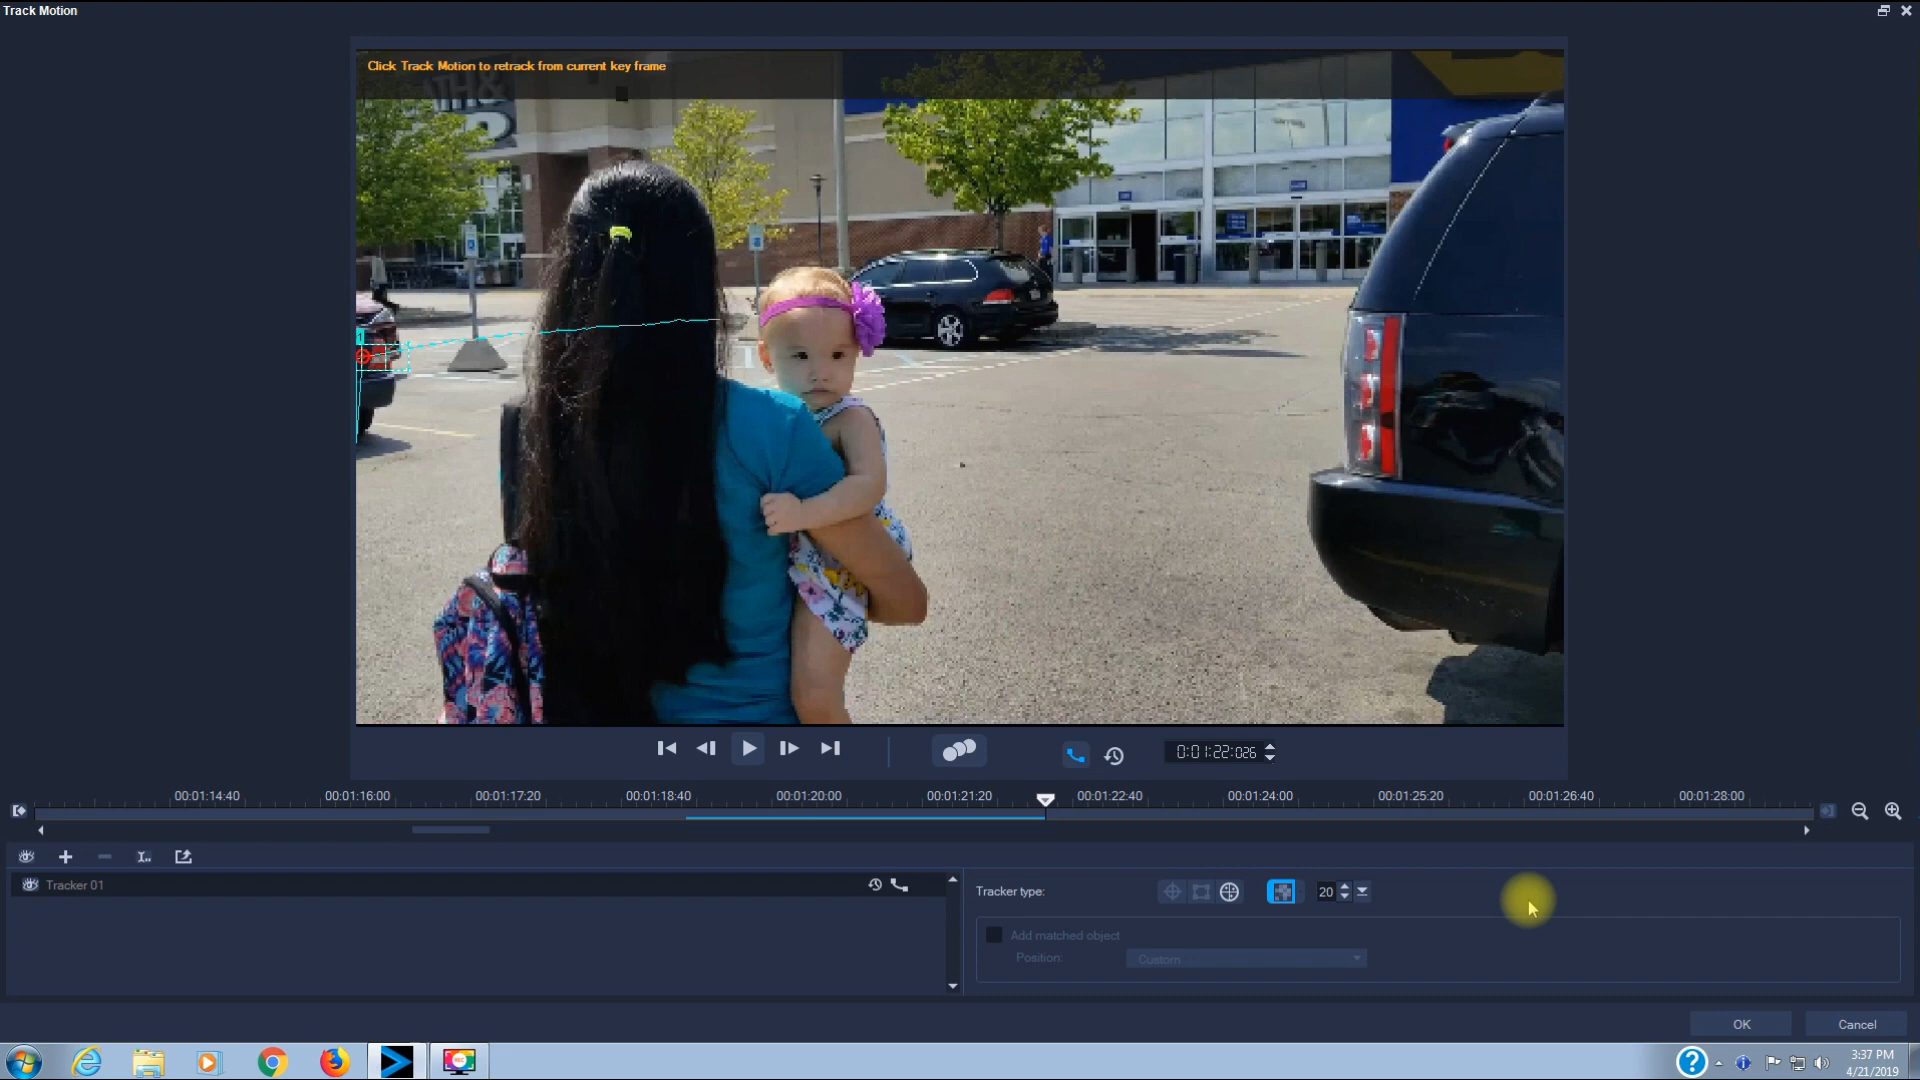 Track Motion
Click Track Motion to retrack from current key frame
0:01:22:026
00:01:14:40 00:01:16:00 00:01:17:20 00:01:18:40 00:01:20:00 00:01:21:20 00:01:22:40 00:01:24:00 00:01:25:20 00:01:26:40 00:01:28:00
Tracker 01
Tracker type:
20
Add matched object
Position:
Custom
OK
Cancel
3:37 PM
4/21/2019